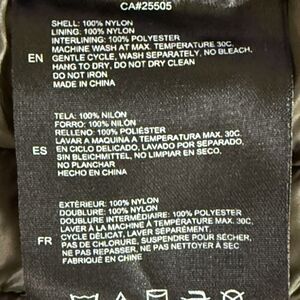 CA#25505
SHELL: 100% NYLON
LINING: 100% NYLON
INTERLINING: 100% POLYESTER
MACHINE WASH AT MAX. TEMPERATURE 30C.
EN GENTLE CYCLE, WASH SEPARATELY, NO BLEACH.
HANG TO DRY, DO NOT DRY CLEAN
DO NOT IRON
MADE IN CHINA
TELA: 100% NILÓN
FORRO: 100% NILÓN
RELLENO: 100% POLIÉSTER
LAVAR A MAQUINA A TEMPERATURA MAX. 30C.
ES EN CICLO DELICADO, LAVADO POR SÉPARADO,
SIN BLEICHMITTEL, NO LIMPIAR EN SECO
NO PLANCHAR
HECHO EN CHINA
EXTÉRIEUR: 100% NYLON
DOUBLURE: 100% NYLON
DOUBLURE INTERMÉDIAIRE: 100% POLYESTER
LAVER À LA MACHINE À TEMPÉRATURE MAX. 30C.
FR CYCLE DÉLICAT, LAVER SÉPARÉMENT,
PAS DE CHLORURE, SUSPENDRE POUR SÉCHER,
NE PAS REPASSER, NE PAS NETTOYER À SEC
FABRIQUÉ EN CHINE